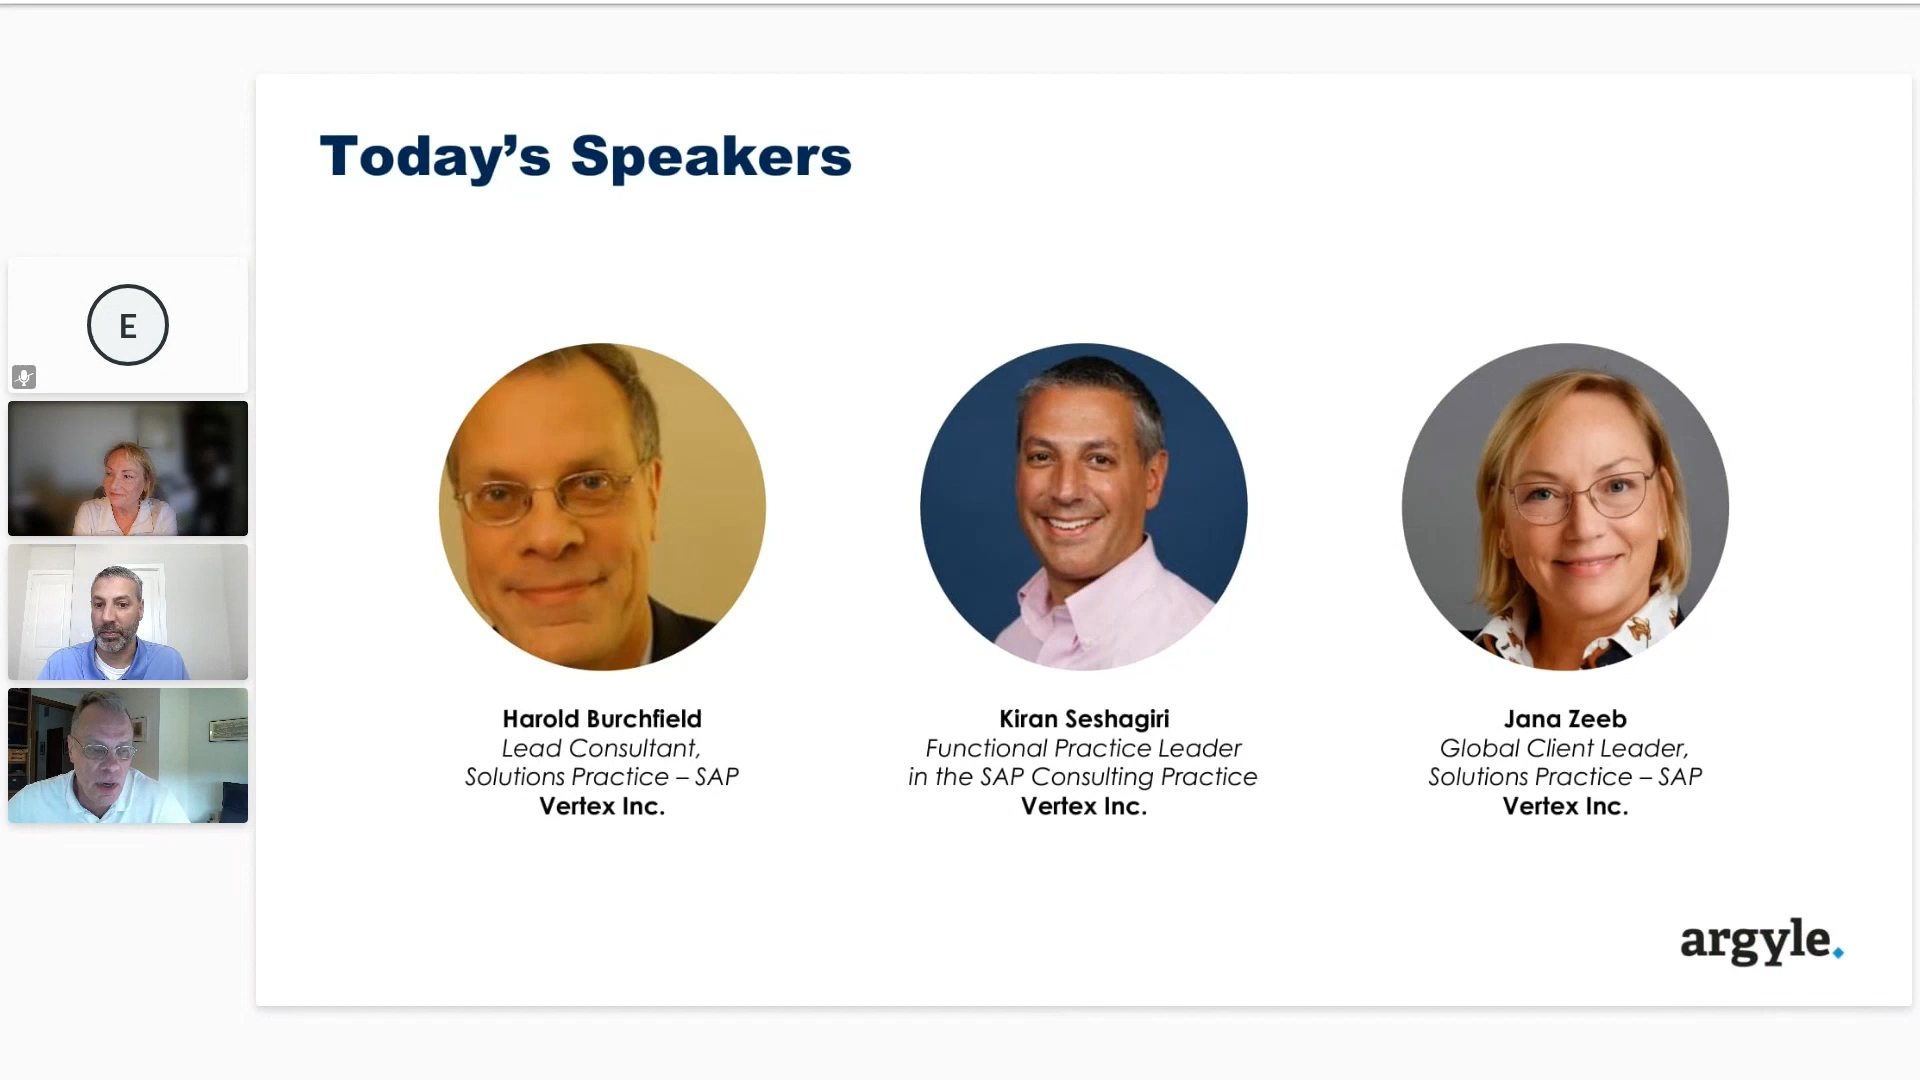 Today’s Speakers
E
Harold Burchfield
Lead Consultant,
Solutions Practice – SAP
Vertex Inc.
Kiran Seshagiri
Functional Practice Leader
in the SAP Consulting Practice
Vertex Inc.
Jana Zeeb
Global Client Leader,
Solutions Practice – SAP
Vertex Inc.
argyle.